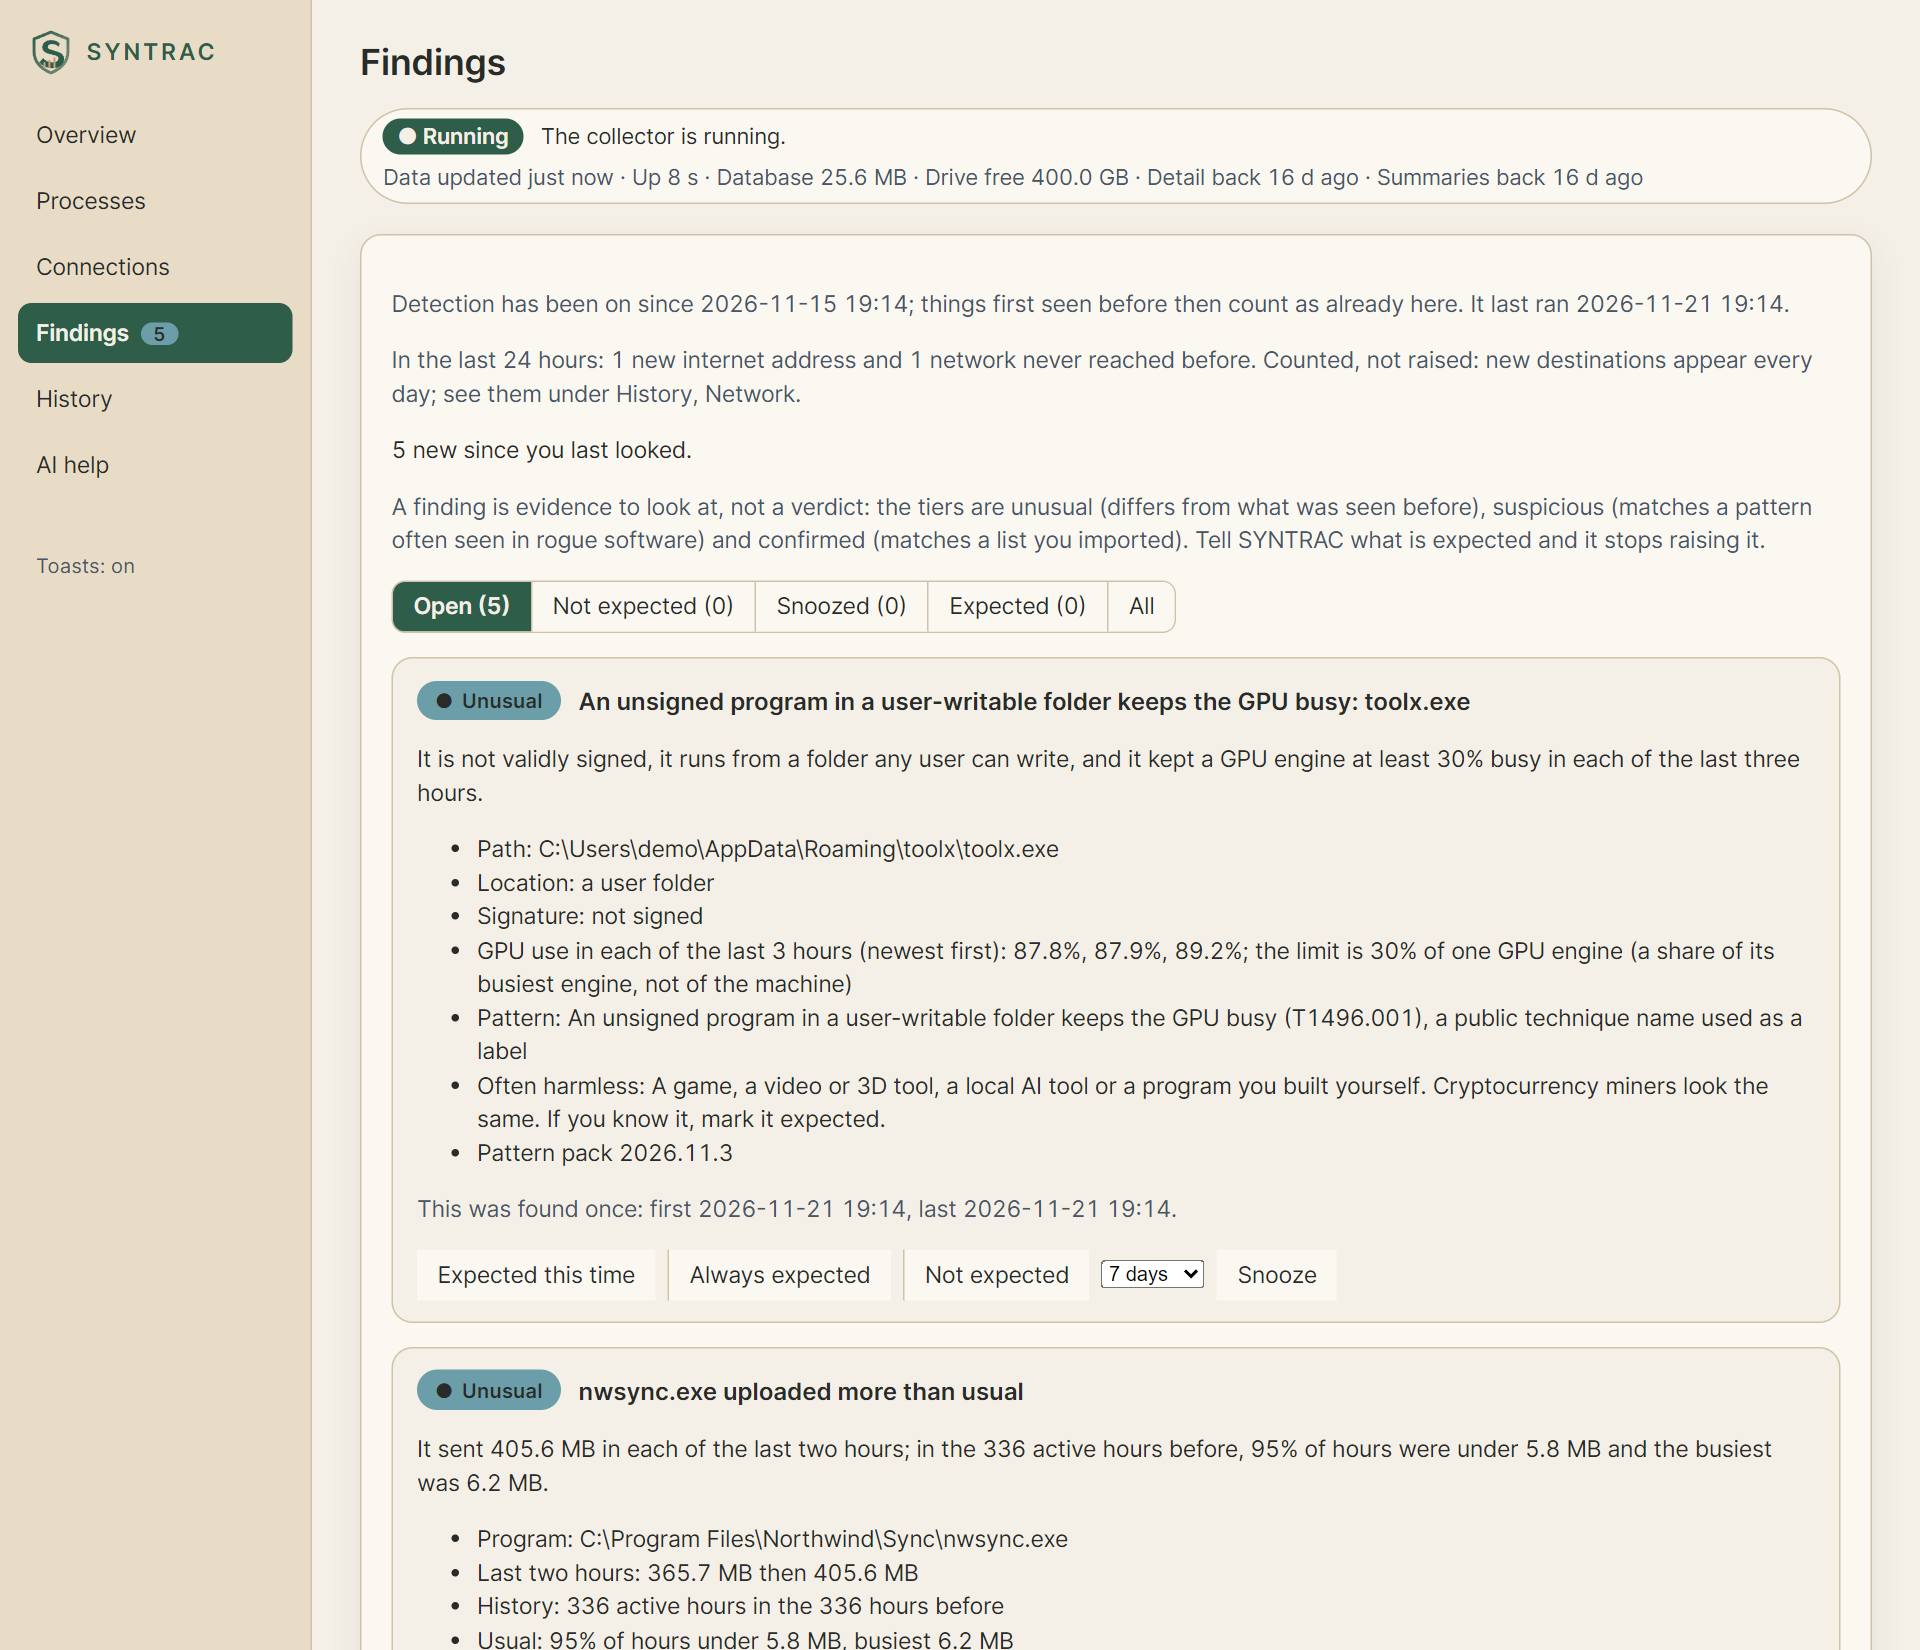 SYNTRAC
Overview
Processes
Connections
Findings 5
History
AI help
Toasts: on
Findings
Running The collector is running.
Data updated just now · Up 8 s · Database 25.6 MB · Drive free 400.0 GB · Detail back 16 d ago · Summaries back 16 d ago
Detection has been on since 2026-11-15 19:14; things first seen before then count as already here. It last ran 2026-11-21 19:14.
In the last 24 hours: 1 new internet address and 1 network never reached before. Counted, not raised: new destinations appear every
day; see them under History, Network.
5 new since you last looked.
A finding is evidence to look at, not a verdict: the tiers are unusual (differs from what was seen before), suspicious (matches a pattern
often seen in rogue software) and confirmed (matches a list you imported). Tell SYNTRAC what is expected and it stops raising it.
Open (5) Not expected (0) Snoozed (0) Expected (0) All
Unusual An unsigned program in a user-writable folder keeps the GPU busy: toolx.exe
It is not validly signed, it runs from a folder any user can write, and it kept a GPU engine at least 30% busy in each of the last three
hours.
• Path: C:\Users\demo\AppData\Roaming\toolx\toolx.exe
• Location: a user folder
• Signature: not signed
• GPU use in each of the last 3 hours (newest first): 87.8%, 87.9%, 89.2%; the limit is 30% of one GPU engine (a share of its
busiest engine, not of the machine)
• Pattern: An unsigned program in a user-writable folder keeps the GPU busy (T1496.001), a public technique name used as a
label
• Often harmless: A game, a video or 3D tool, a local AI tool or a program you built yourself. Cryptocurrency miners look the
same. If you know it, mark it expected.
• Pattern pack 2026.11.3
This was found once: first 2026-11-21 19:14, last 2026-11-21 19:14.
Expected this time Always expected Not expected 7 days Snooze
Unusual nwsync.exe uploaded more than usual
It sent 405.6 MB in each of the last two hours; in the 336 active hours before, 95% of hours were under 5.8 MB and the busiest
was 6.2 MB.
• Program: C:\Program Files\Northwind\Sync\nwsync.exe
• Last two hours: 365.7 MB then 405.6 MB
• History: 336 active hours in the 336 hours before
• Usual: 95% of hours under 5.8 MB, busiest 6.2 MB